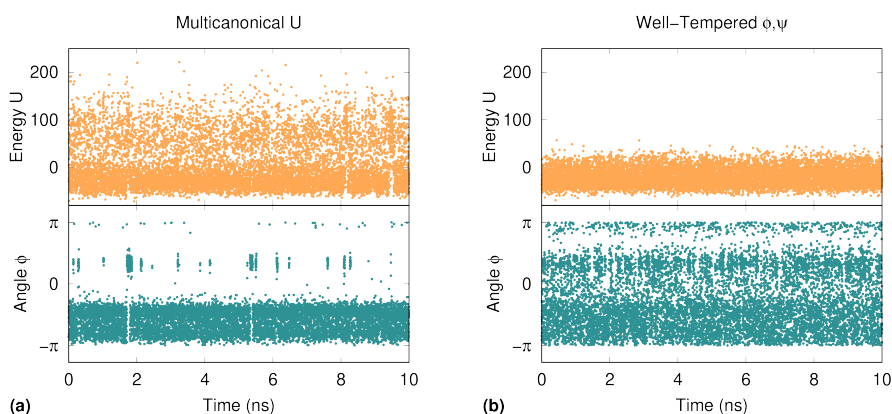 Multicanonical U
Energy U
200
100
0
Angle ϕ
π
0
−π
0 2 4 6 8 10
Time (ns)
(a)
Well−Tempered ϕ,ψ
Energy U
200
100
0
Angle ϕ
π
0
−π
0 2 4 6 8 10
Time (ns)
(b)